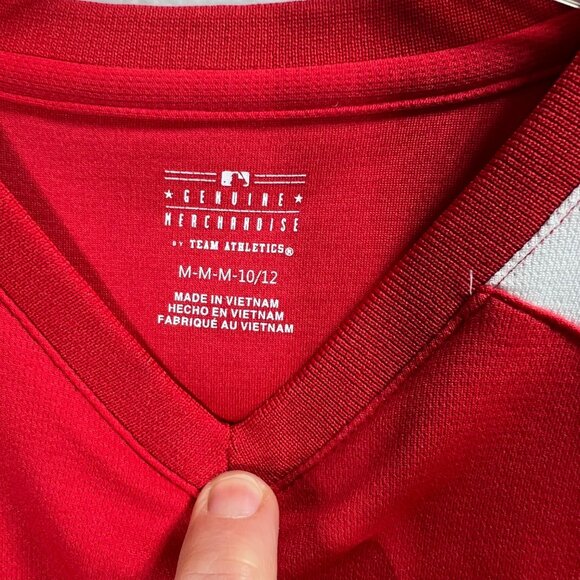 GENUINE
MERCHANDISE
BY TEAM ATHLETICS®
M-M-M-10/12
MADE IN VIETNAM
HECHO EN VIETNAM
FABRIQUÉ AU VIETNAM